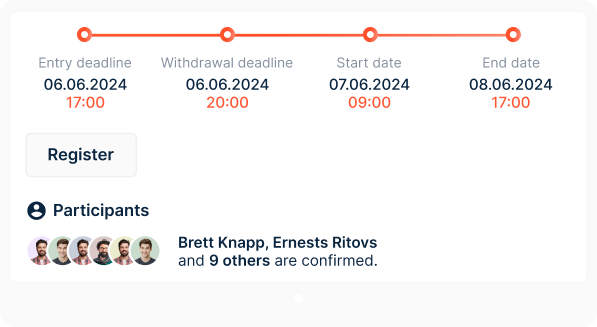 Entry deadline
Withdrawal deadline
Start date
End date
06.06.2024
06.06.2024
07.06.2024
08.06.2024
17:00
20:00
09:00
17:00
Register
Participants
Brett Knapp, Ernests Ritovs
and 9 others are confirmed.